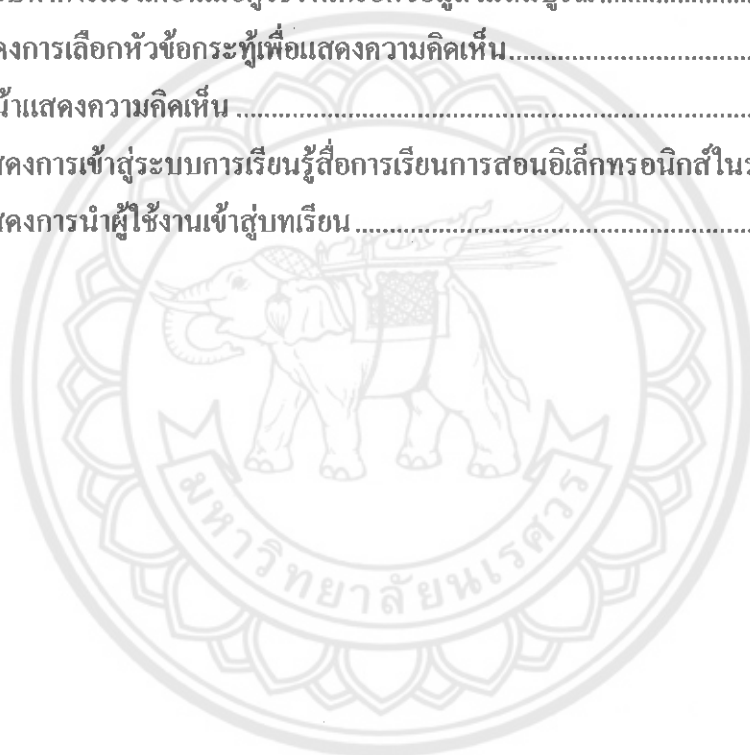 ดงการเลือกหัวข้อกระทู้เพื่อแสดงความคิดเห็น
น้าแสดงความคิดเห็น
สดงการเข้าสู่ระบบการเรียนรู้สื่อการเรียนการสอนอิเล็กทรอนิกส์ใน
สดงการนำผู้ใช้งานเข้าสู่บทเรียน
มหาวิทยาลัยนเรศวร